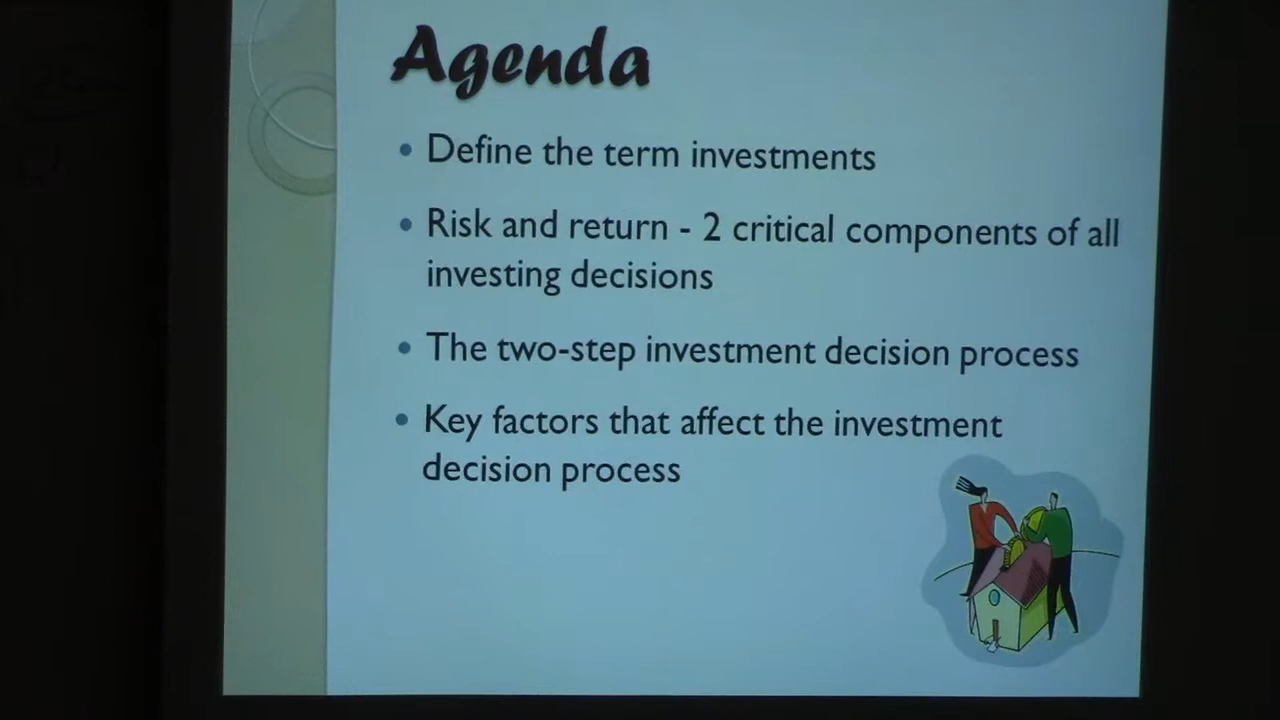 Agenda
• Define the term investments
• Risk and return - 2 critical components of all
investing decisions
• The two-step investment decision process
• Key factors that affect the investment
decision process